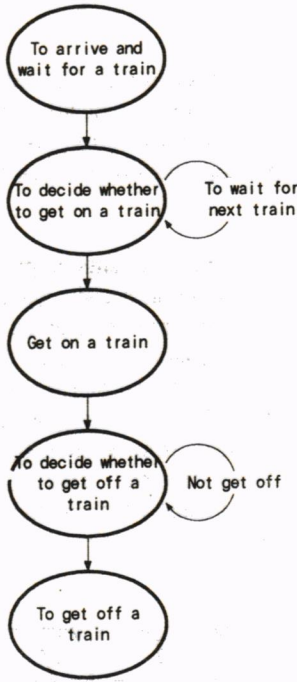 To arrive and
wait for a train
To decide whether
to get on a train
To wait for
next train
Get on a train
To decide whether
to get off a
train
Not get off
To get off a
train